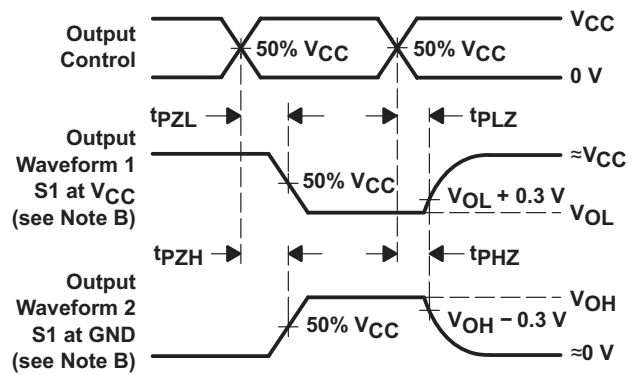 Output
Control
50% VCC
50% VCC
VCC
0 V
tPZL
tPLZ
Output
Waveform 1
S1 at VCC
(see Note B)
50% VCC
≈VCC
VOL + 0.3 V
VOL
tPZH
tPHZ
Output
Waveform 2
S1 at GND
(see Note B)
50% VCC
VOH
VOH − 0.3 V
≈0 V